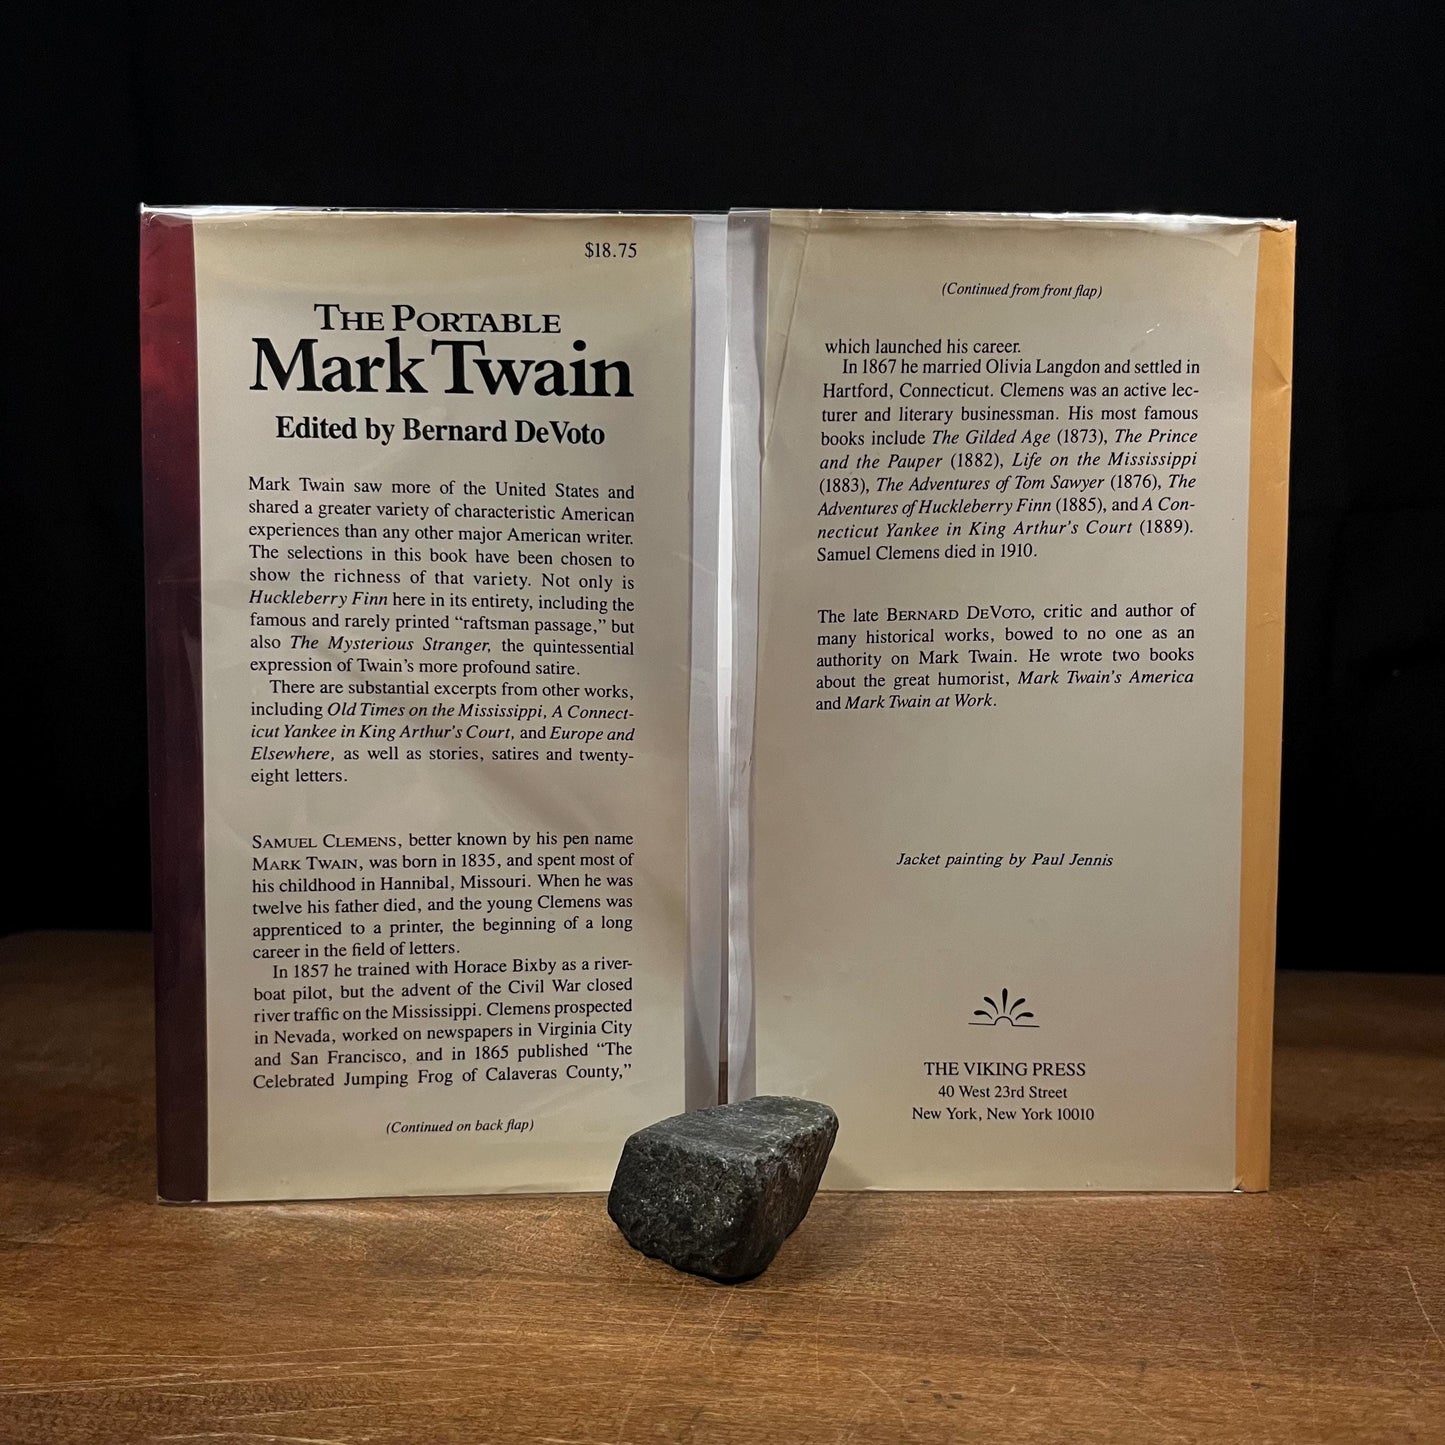 $18.75
THE PORTABLE
Mark Twain
Edited by Bernard DeVoto
Mark Twain saw more of the United States and
shared a greater variety of characteristic American
experiences than any other major American writer.
The selections in this book have been chosen to
show the richness of that variety. Not only is
Huckleberry Finn here in its entirety, including the
famous and rarely printed “raftsman passage,” but
also The Mysterious Stranger, the quintessential
expression of Twain’s more profound satire.
There are substantial excerpts from other works,
including Old Times on the Mississippi, A Connect-
icut Yankee in King Arthur’s Court, and Europe and
Elsewhere, as well as stories, satires and twenty-
eight letters.
SAMUEL CLEMENS, better known by his pen name
MARK TWAIN, was born in 1835, and spent most of
his childhood in Hannibal, Missouri. When he was
twelve his father died, and the young Clemens was
apprenticed to a printer, the beginning of a long
career in the field of letters.
In 1857 he trained with Horace Bixby as a river-
boat pilot, but the advent of the Civil War closed
river traffic on the Mississippi. Clemens prospected
in Nevada, worked on newspapers in Virginia City
and San Francisco, and in 1865 published “The
Celebrated Jumping Frog of Calaveras County,”
(Continued on back flap)
(Continued from front flap)
which launched his career.
In 1867 he married Olivia Langdon and settled in
Hartford, Connecticut. Clemens was an active lec-
turer and literary businessman. His most famous
books include The Gilded Age (1873), The Prince
and the Pauper (1882), Life on the Mississippi
(1883), The Adventures of Tom Sawyer (1876), The
Adventures of Huckleberry Finn (1885), and A Con-
necticut Yankee in King Arthur’s Court (1889).
Samuel Clemens died in 1910.
The late BERNARD DEVOTO, critic and author of
many historical works, bowed to no one as an
authority on Mark Twain. He wrote two books
about the great humorist, Mark Twain’s America
and Mark Twain at Work.
Jacket painting by Paul Jennis
THE VIKING PRESS
40 West 23rd Street
New York, New York 10010